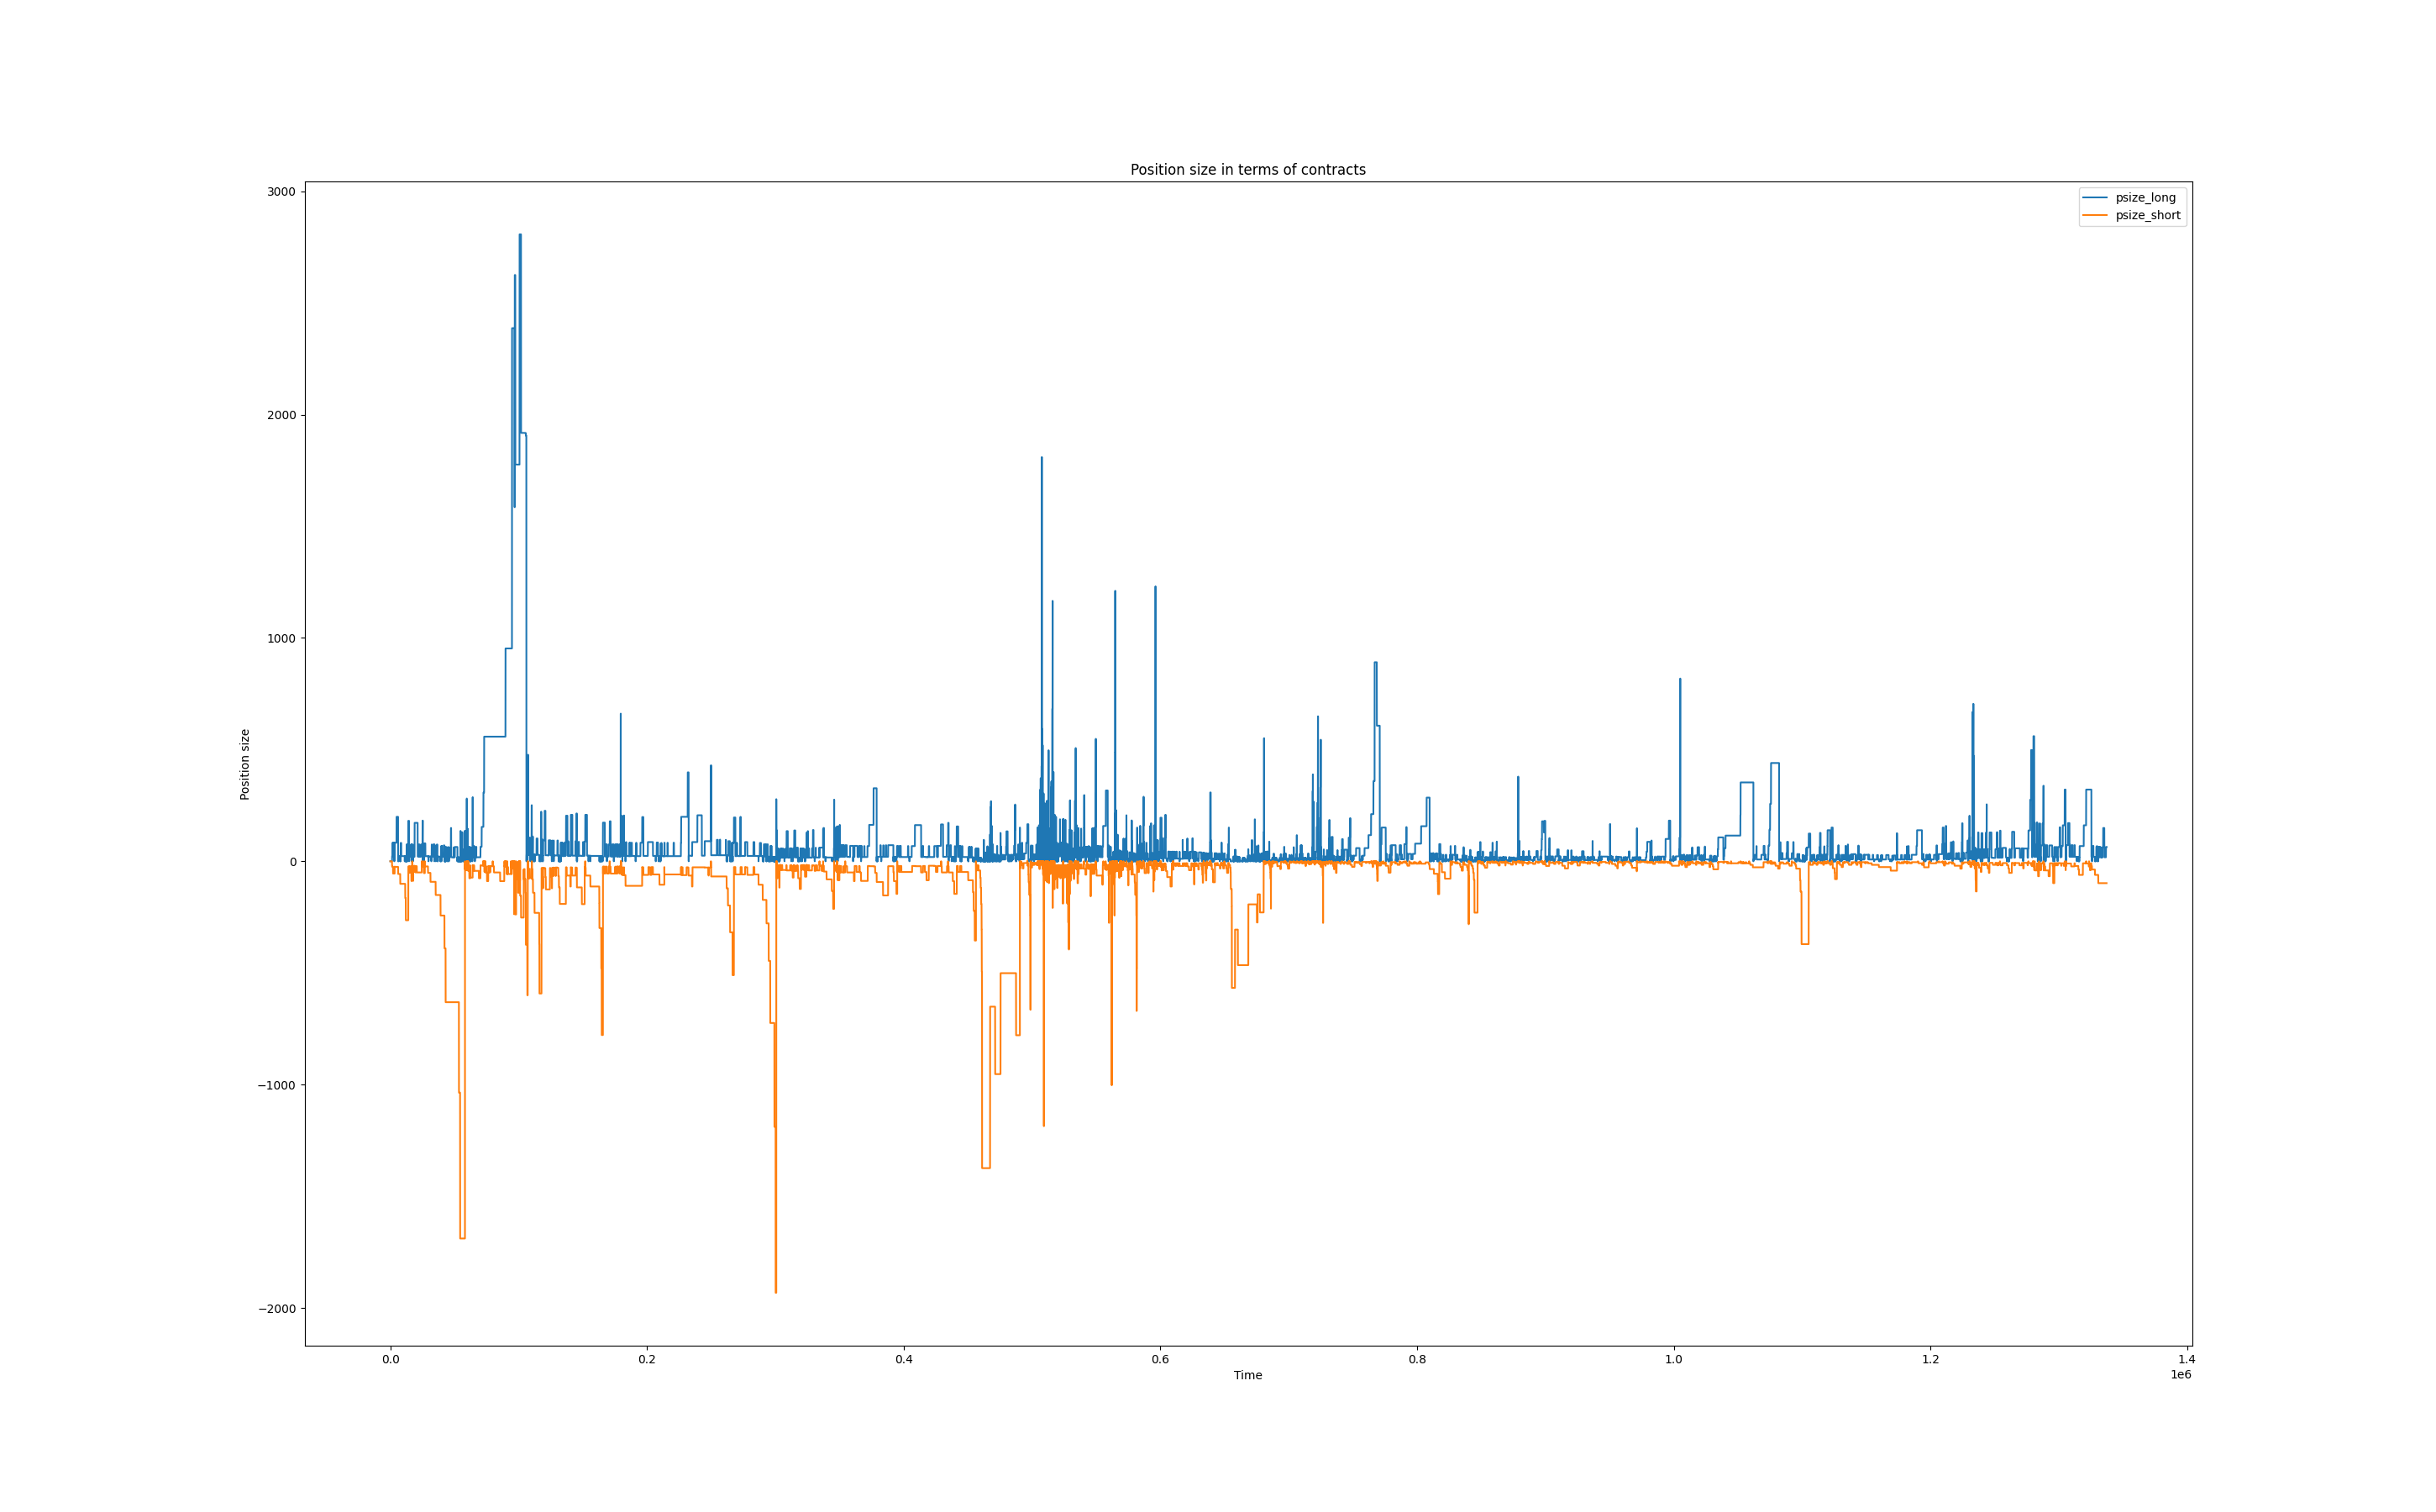 Position size in terms of contracts
psize_long
psize_short
3000
2000
1000
0
−1000
−2000
Position size
0.0 0.2 0.4 0.6 0.8 1.0 1.2 1.4
1e6
Time